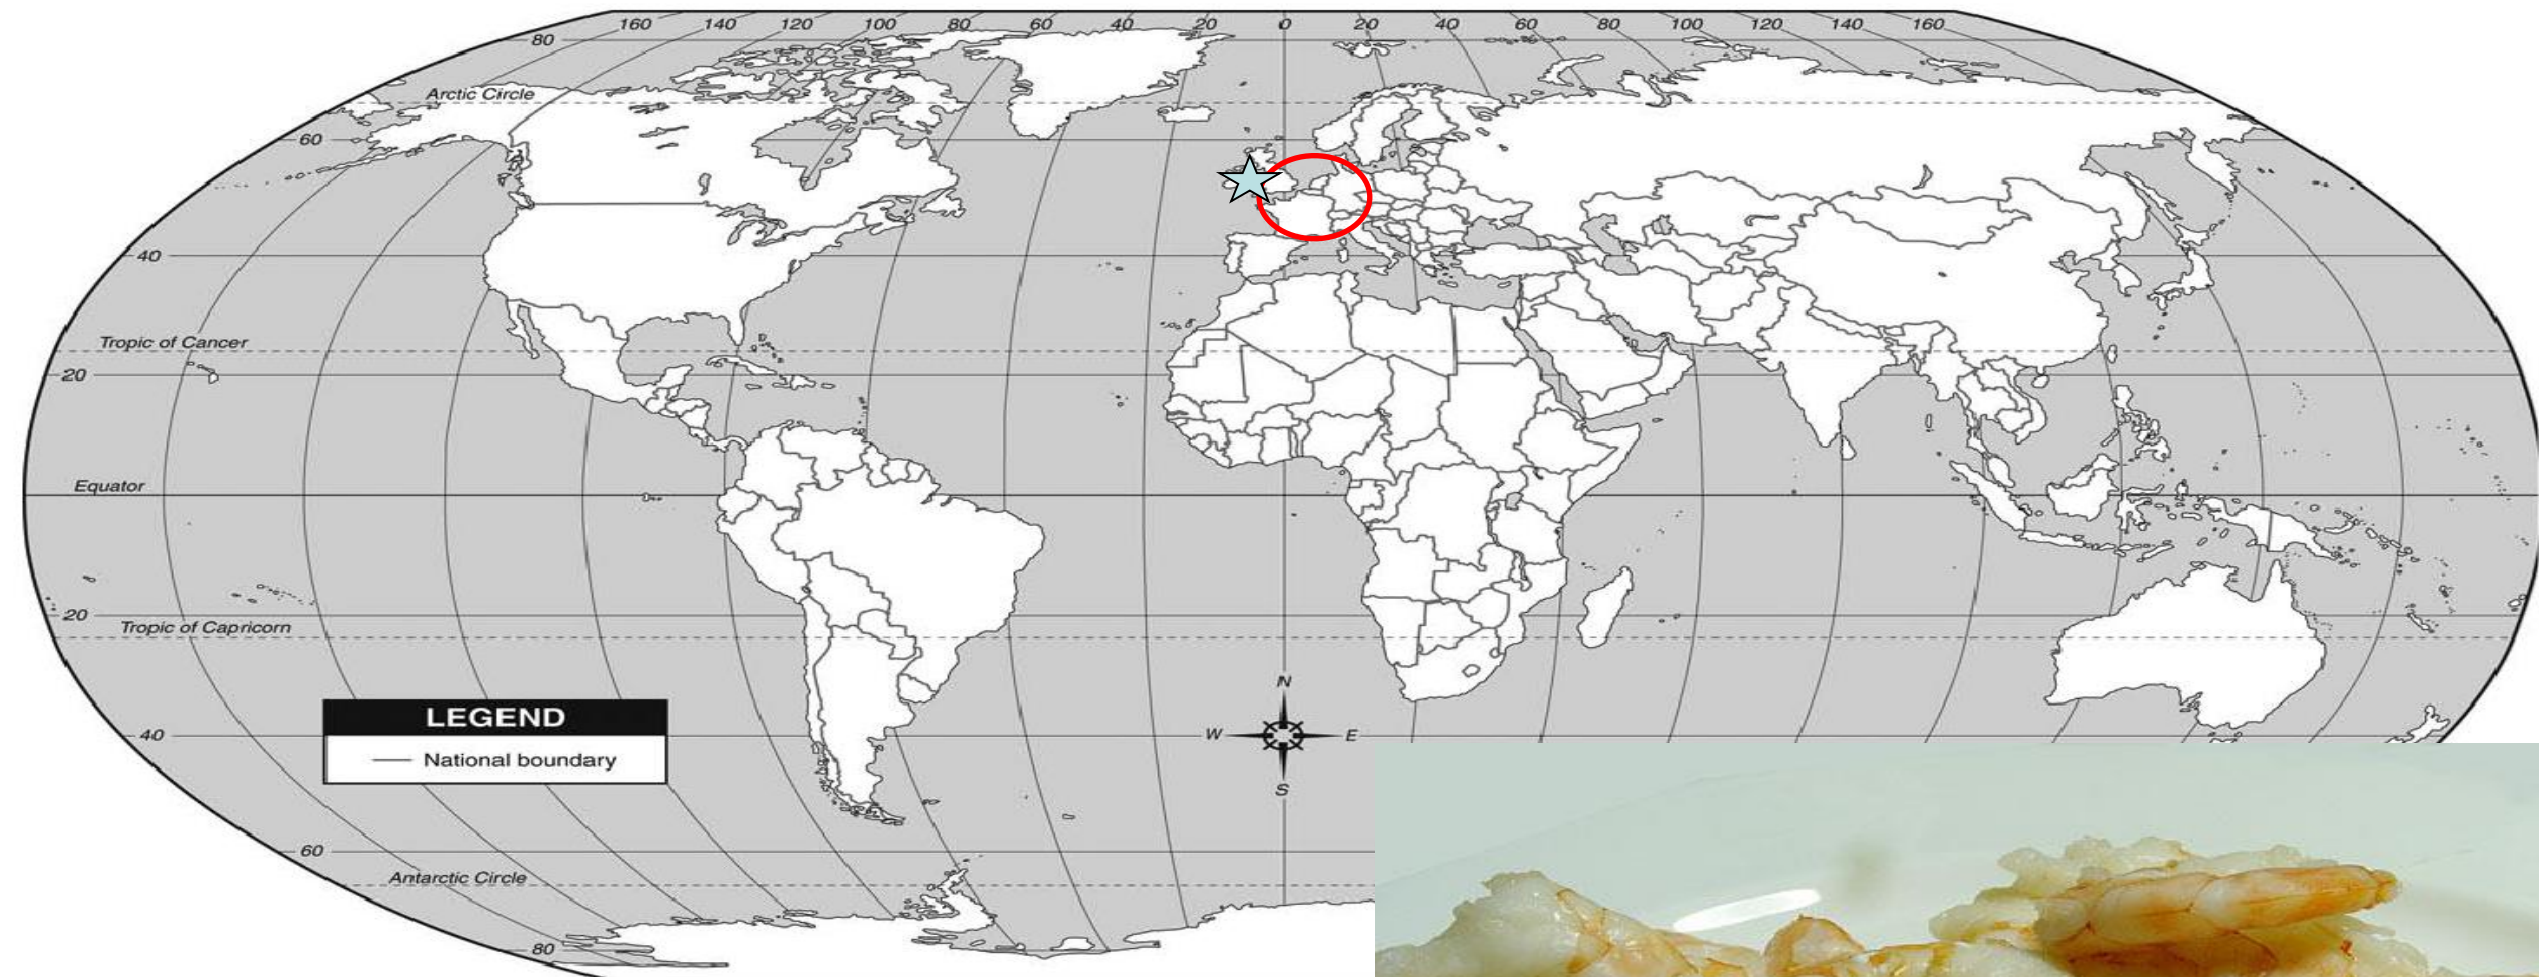 160 140 120 100 80 60 40 20 0 20 40 60 80 100 120 140 160
80
Arctic Circle
60
40
Tropic of Cancer
20
Equator
20
Tropic of Capricorn
N
LEGEND
40
W E
National boundary
S
60
Antarctic Circle
80